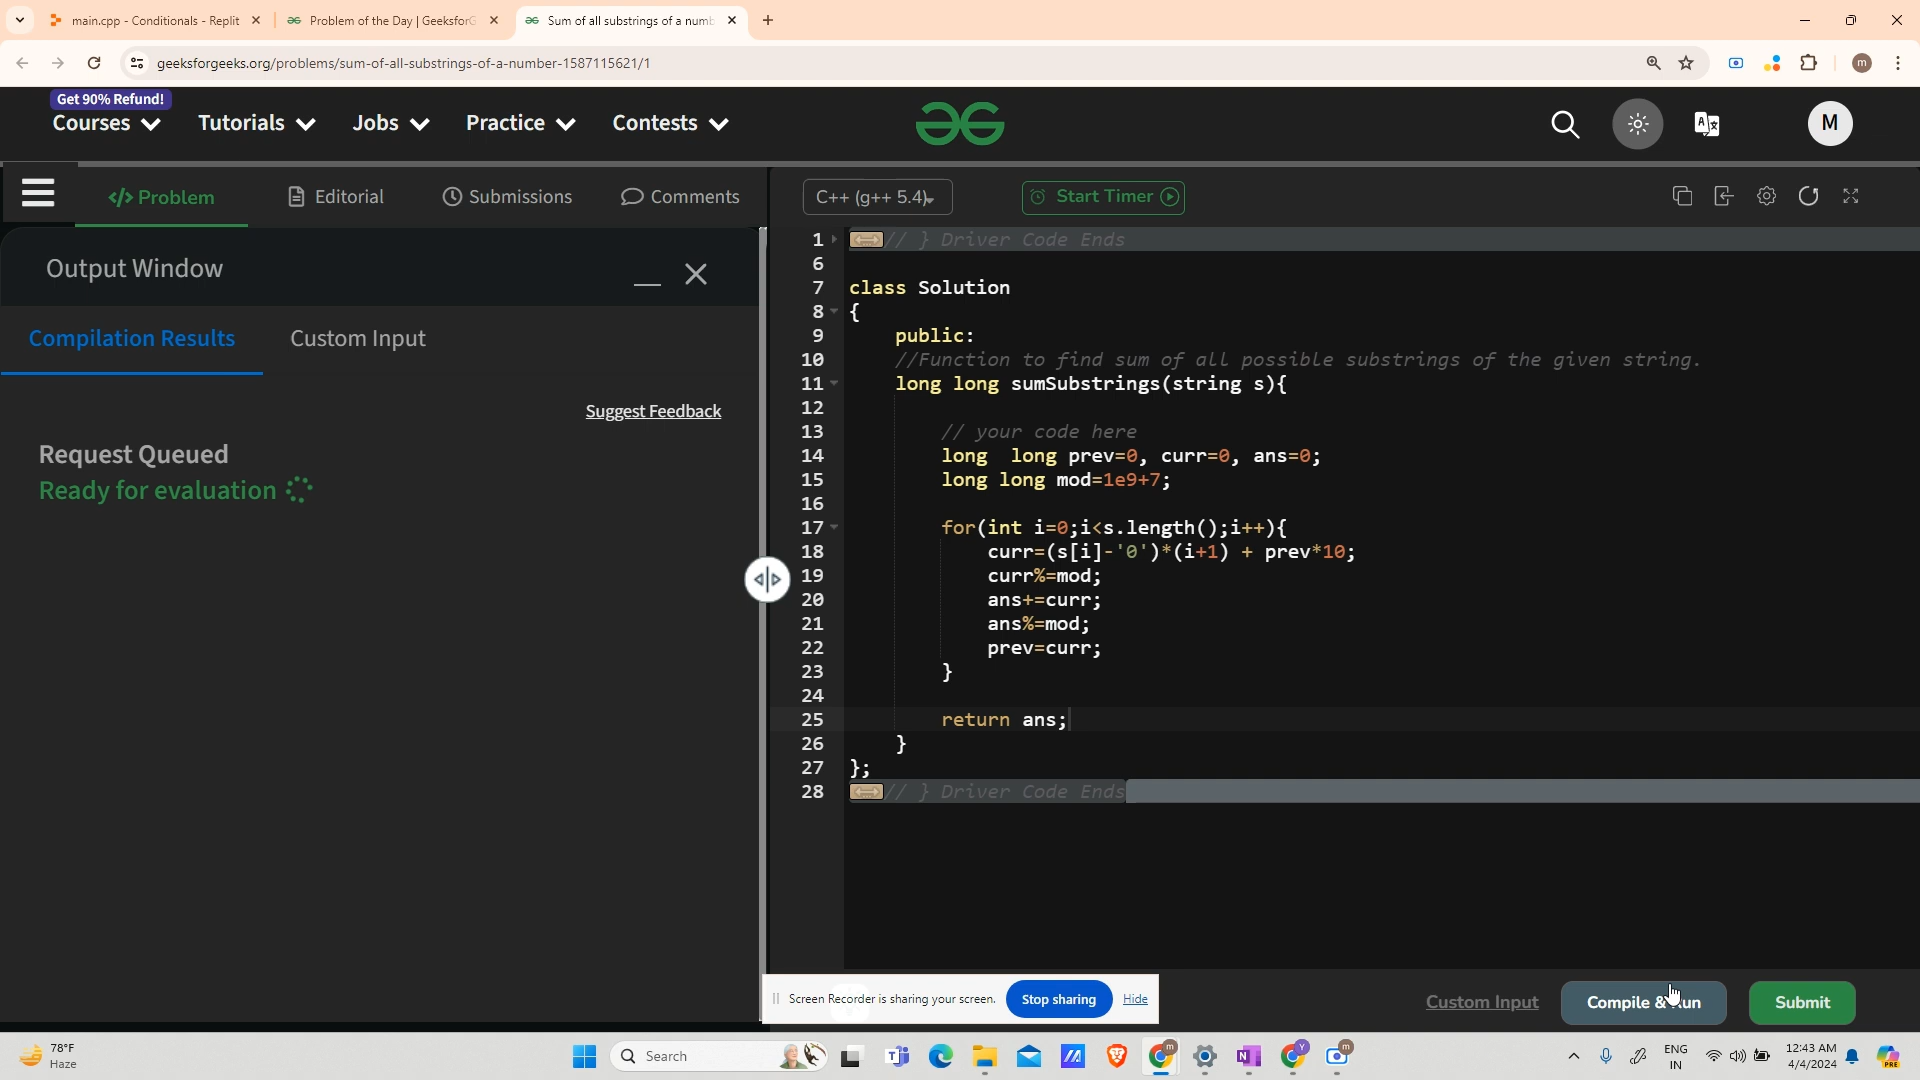 main.cpp - Conditionals - Replit
Problem of the Day | GeeksforG
Sum of all substrings of a numb
geeksforgeeks.org/problems/sum-of-all-substrings-of-a-number-1587115621/1
m
Get 90% Refund!
Courses
Tutorials
Jobs
Practice
Contests
M
</> Problem
Editorial
Submissions
Comments
C++ (g++ 5.4)
Start Timer
Output Window
Compilation Results
Custom Input
Suggest Feedback
Request Queued
Ready for evaluation
1 // } Driver Code Ends
6
7 class Solution
8 {
9 public:
10 //Function to find sum of all possible substrings of the given string.
11 long long sumSubstrings(string s){
12
13 // your code here
14 long  long prev=0, curr=0, ans=0;
15 long long mod=1e9+7;
16
17 for(int i=0;i<s.length();i++){
18 curr=(s[i]-'0')*(i+1) + prev*10;
19 curr%=mod;
20 ans+=curr;
21 ans%=mod;
22 prev=curr;
23 }
24
25 return ans;
26 }
27 };
28 // } Driver Code Ends
Screen Recorder is sharing your screen.
Stop sharing
Hide
Custom Input
Compile & Run
Submit
78°F
Haze
Search
ENG
IN
12:43 AM
4/4/2024